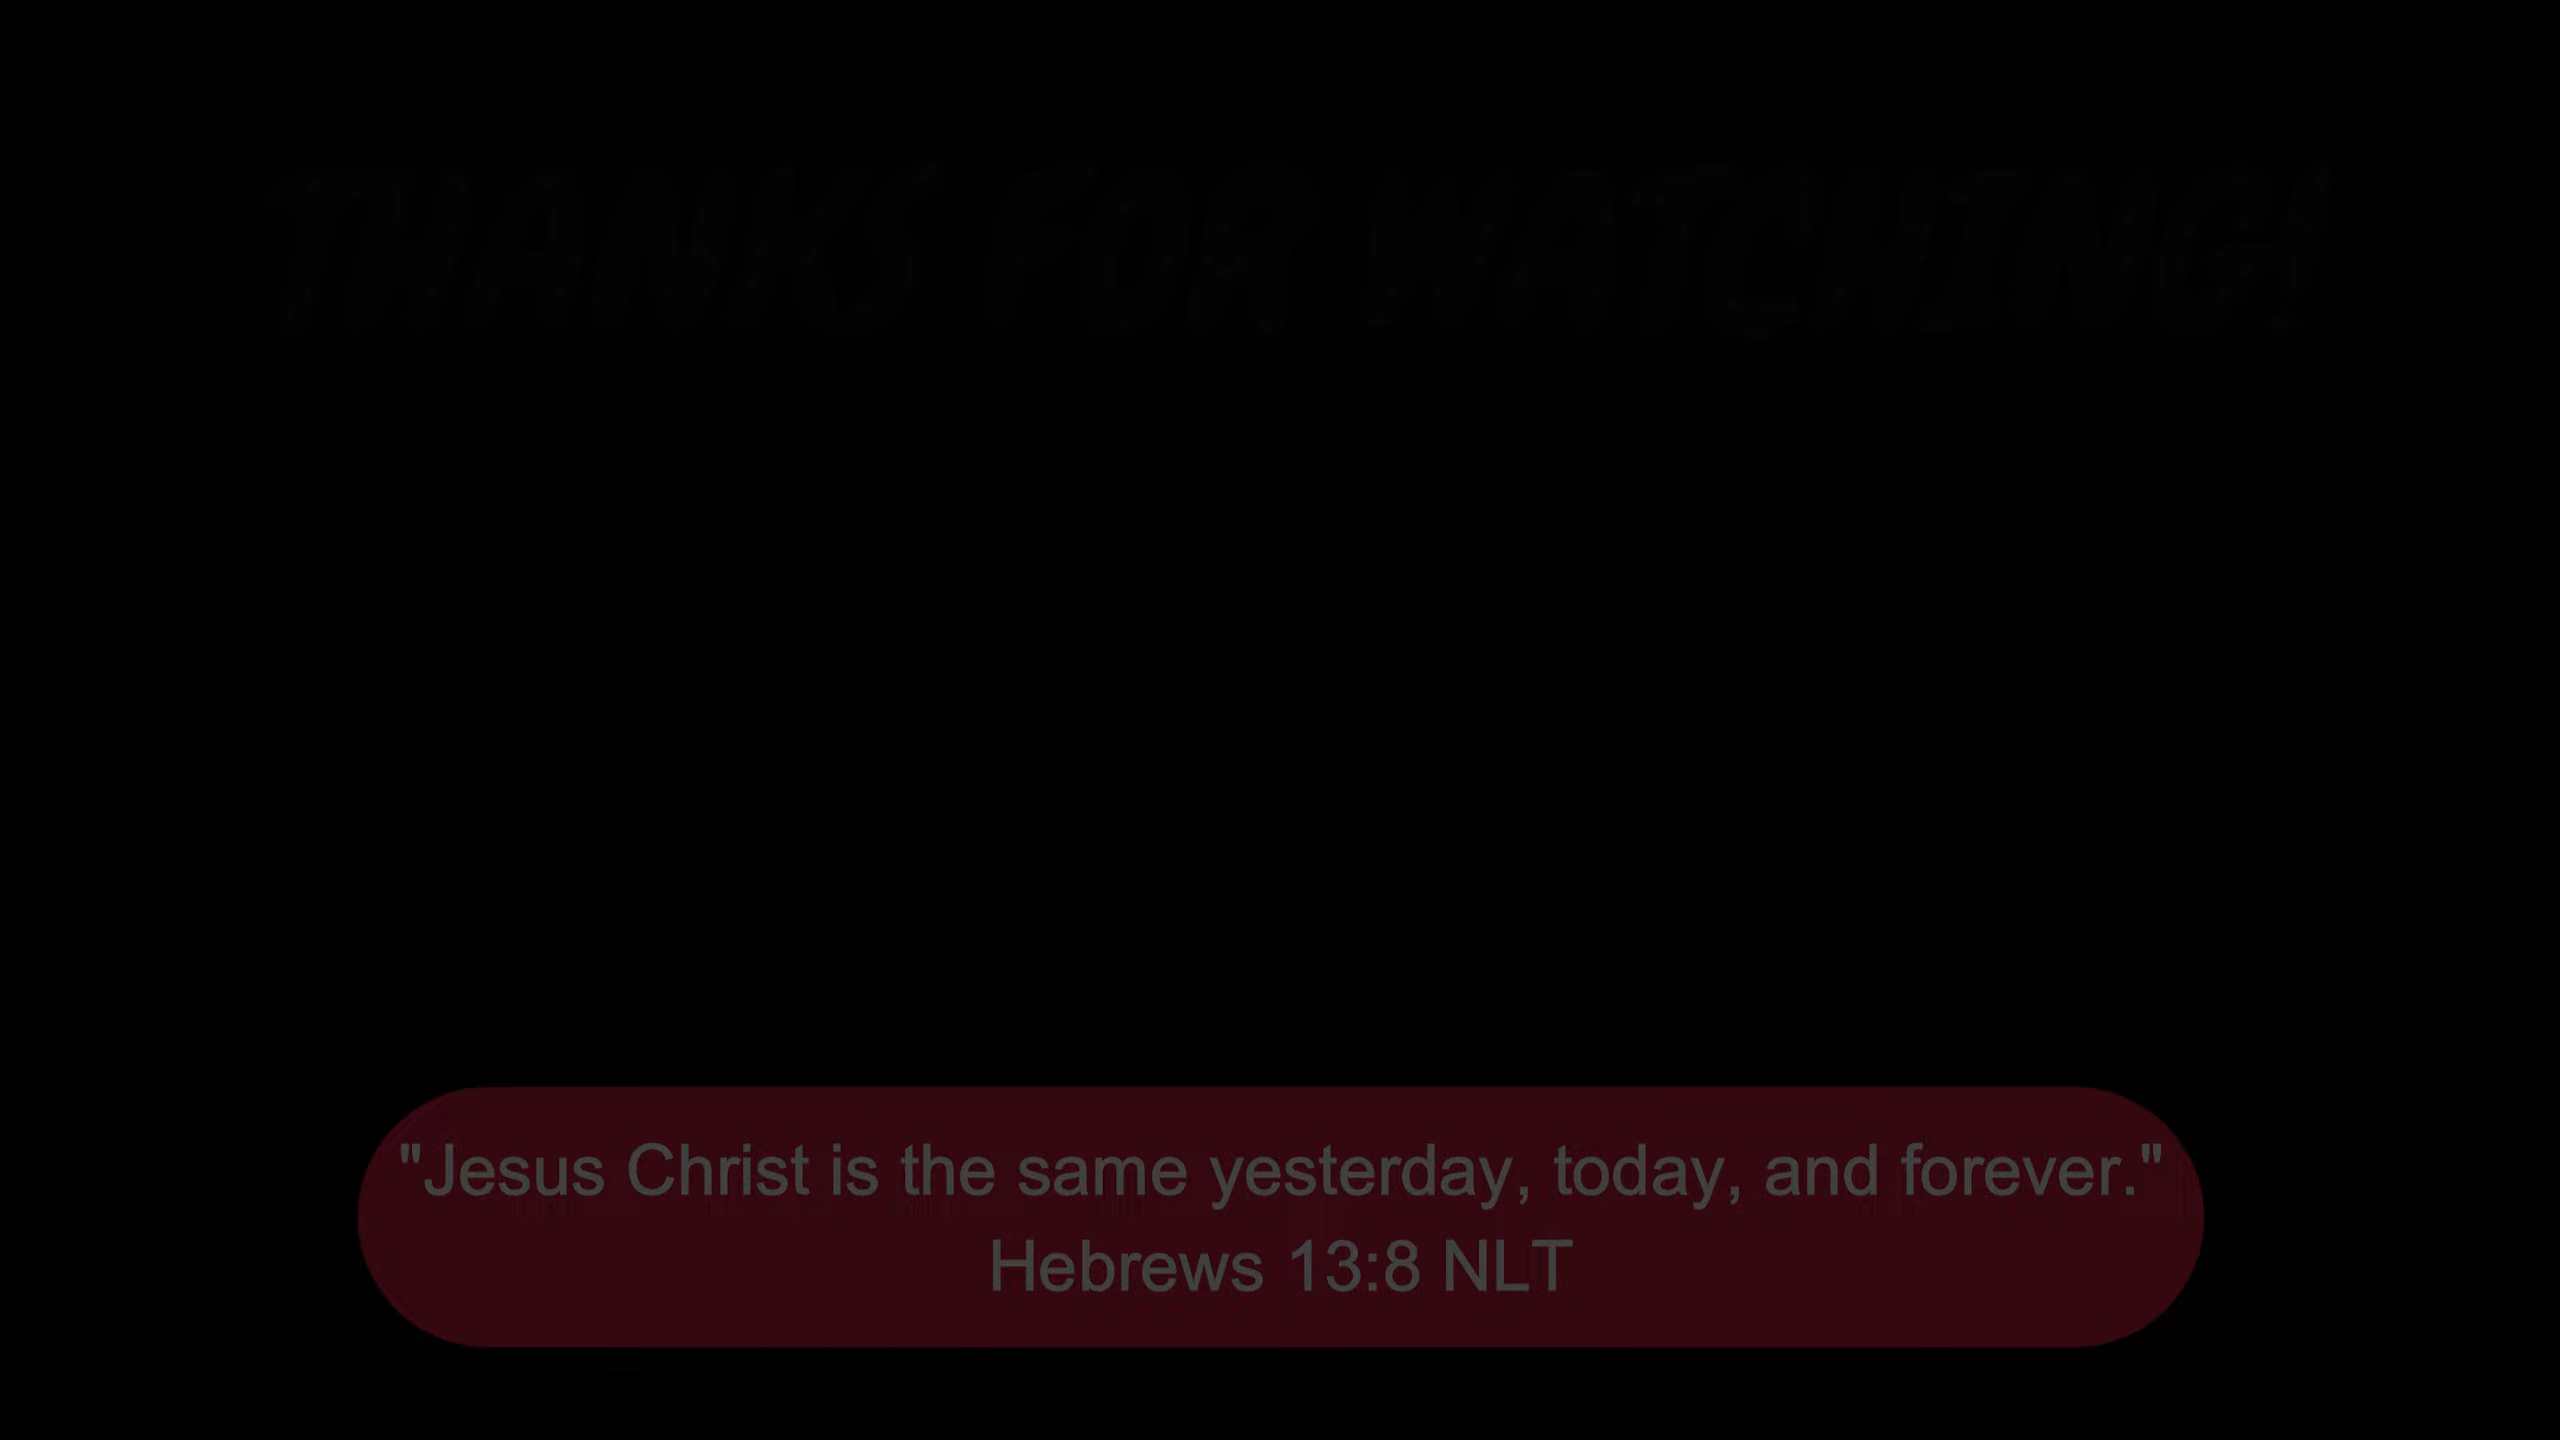 THANKS FOR WATCHING!
"Jesus Christ is the same yesterday, today, and forever."
Hebrews 13:8 NLT